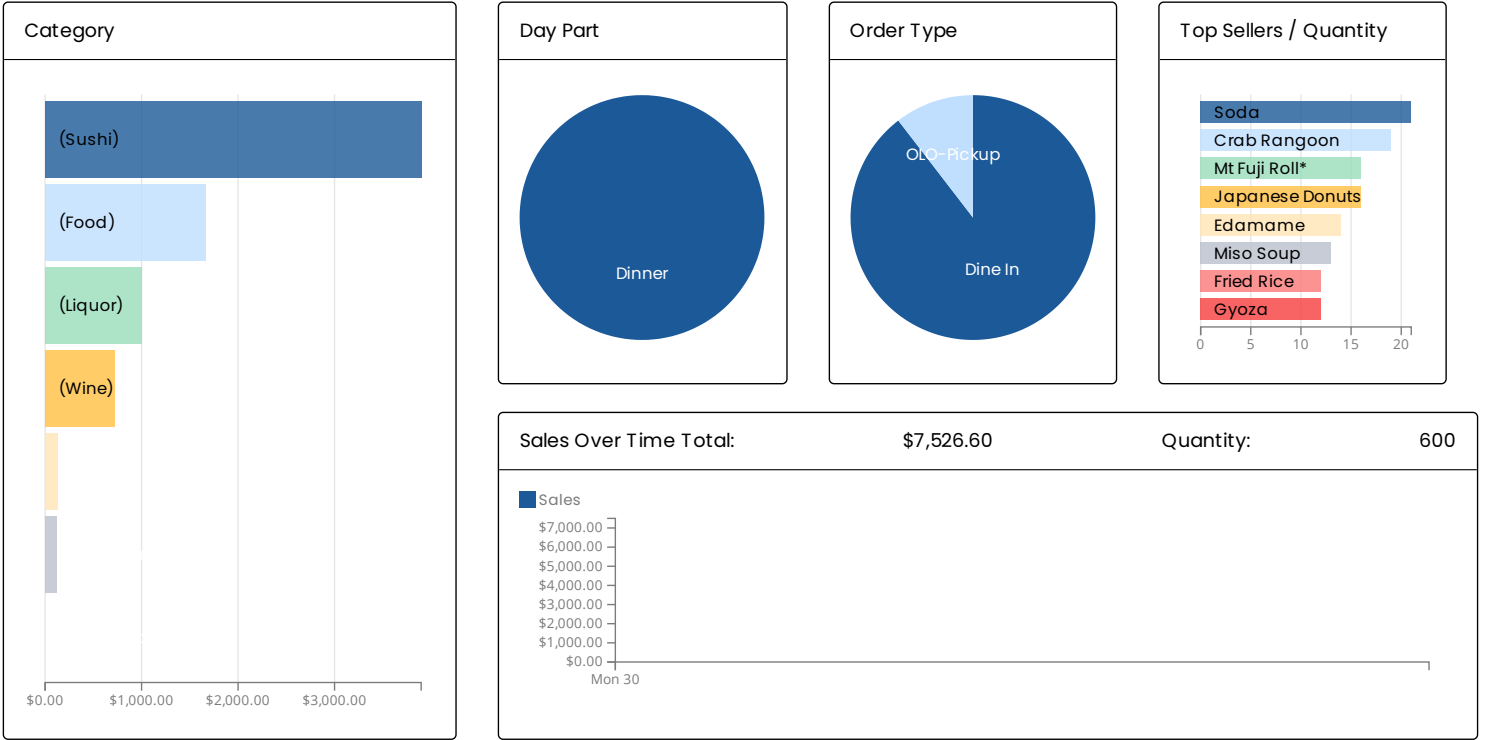 Category
(Sushi)
(Food)
(Liquor)
(Wine)
$0.00 $1,000.00 $2,000.00 $3,000.00
Day Part
Dinner
Order Type
OLO-Pickup
Dine In
Top Sellers / Quantity
Soda
Crab Rangoon
Mt Fuji Roll*
Japanese Donuts
Edamame
Miso Soup
Fried Rice
Gyoza
0 5 10 15 20
Sales Over Time Total: $7,526.60 Quantity: 600
Sales
$7,000.00
$6,000.00
$5,000.00
$4,000.00
$3,000.00
$2,000.00
$1,000.00
$0.00
Mon 30